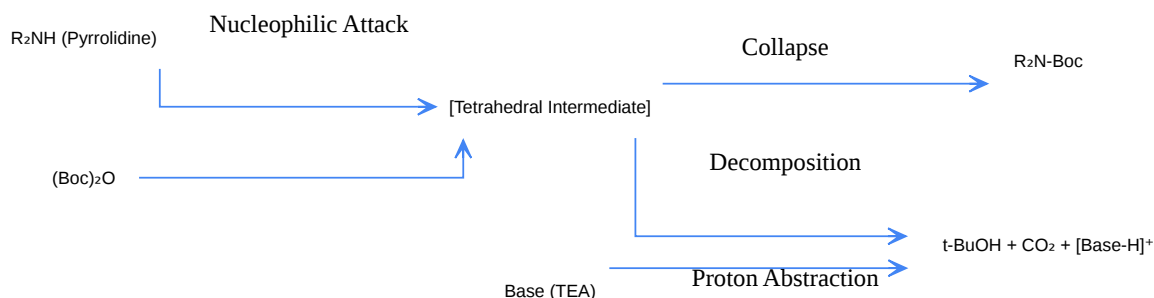 Nucleophilic Attack
R₂NH (Pyrrolidine)
Collapse
R₂N-Boc
[Tetrahedral Intermediate]
Decomposition
(Boc)₂O
t-BuOH + CO₂ + [Base-H]⁺
Proton Abstraction
Base (TEA)